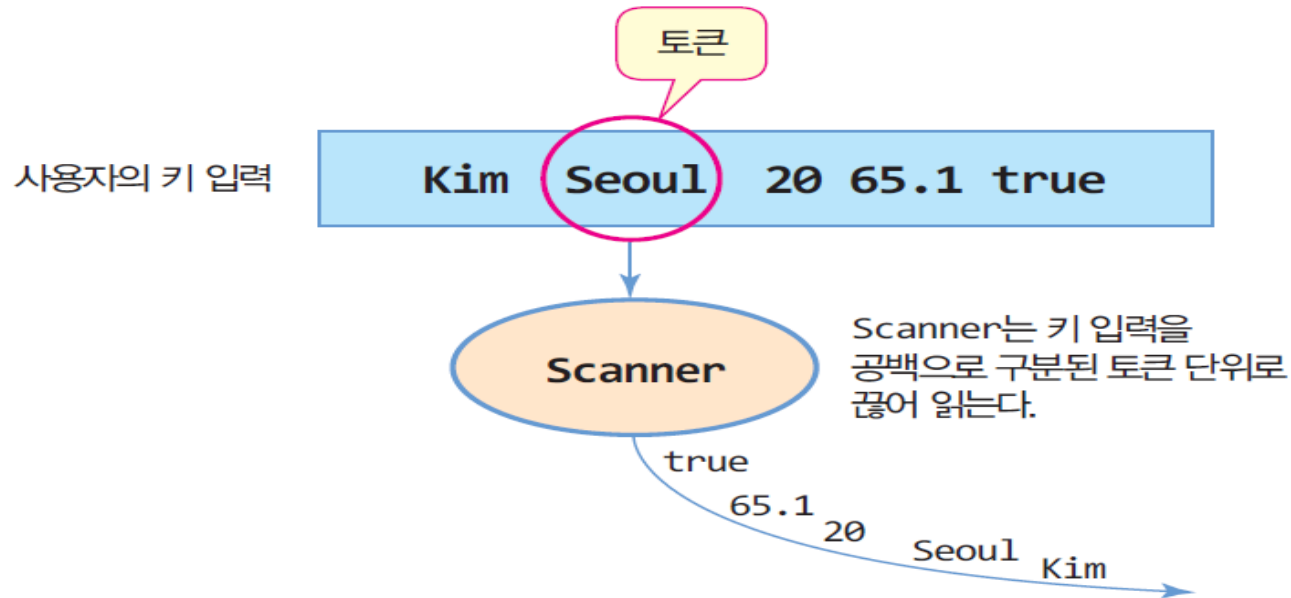 토큰
사용자의 키 입력
Kim Seoul 20 65.1 true
Scanner
Scanner는 키 입력을
공백으로 구분된 토큰 단위로
끊어 읽는다.
true
65.1
20
Seoul
Kim